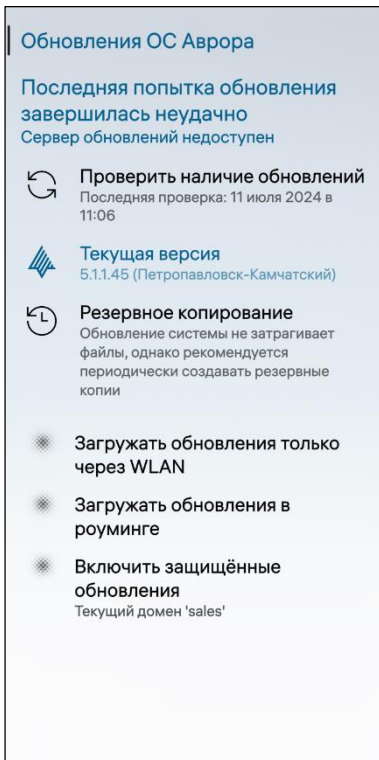 Обновления ОС Аврора
Последняя попытка обновления
завершилась неудачно
Сервер обновлений недоступен
Проверить наличие обновлений
Последняя проверка: 11 июля 2024 в
11:06
Текущая версия
5.1.1.45 (Петропавловск-Камчатский)
Резервное копирование
Обновление системы не затрагивает
файлы, однако рекомендуется
периодически создавать резервные
копии
Загружать обновления только
через WLAN
Загружать обновления в
роуминге
Включить защищённые
обновления
Текущий домен 'sales'